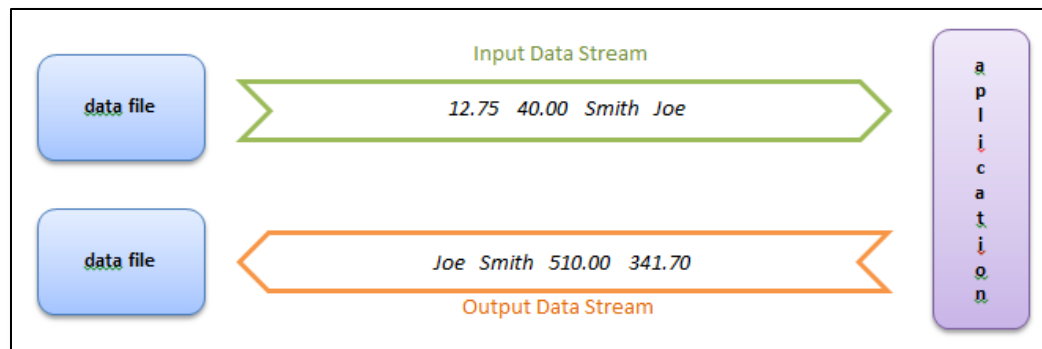 Input Data Stream
data file
12.75 40.00 Smith Joe
aplication
data file
Joe Smith 510.00 341.70
Output Data Stream